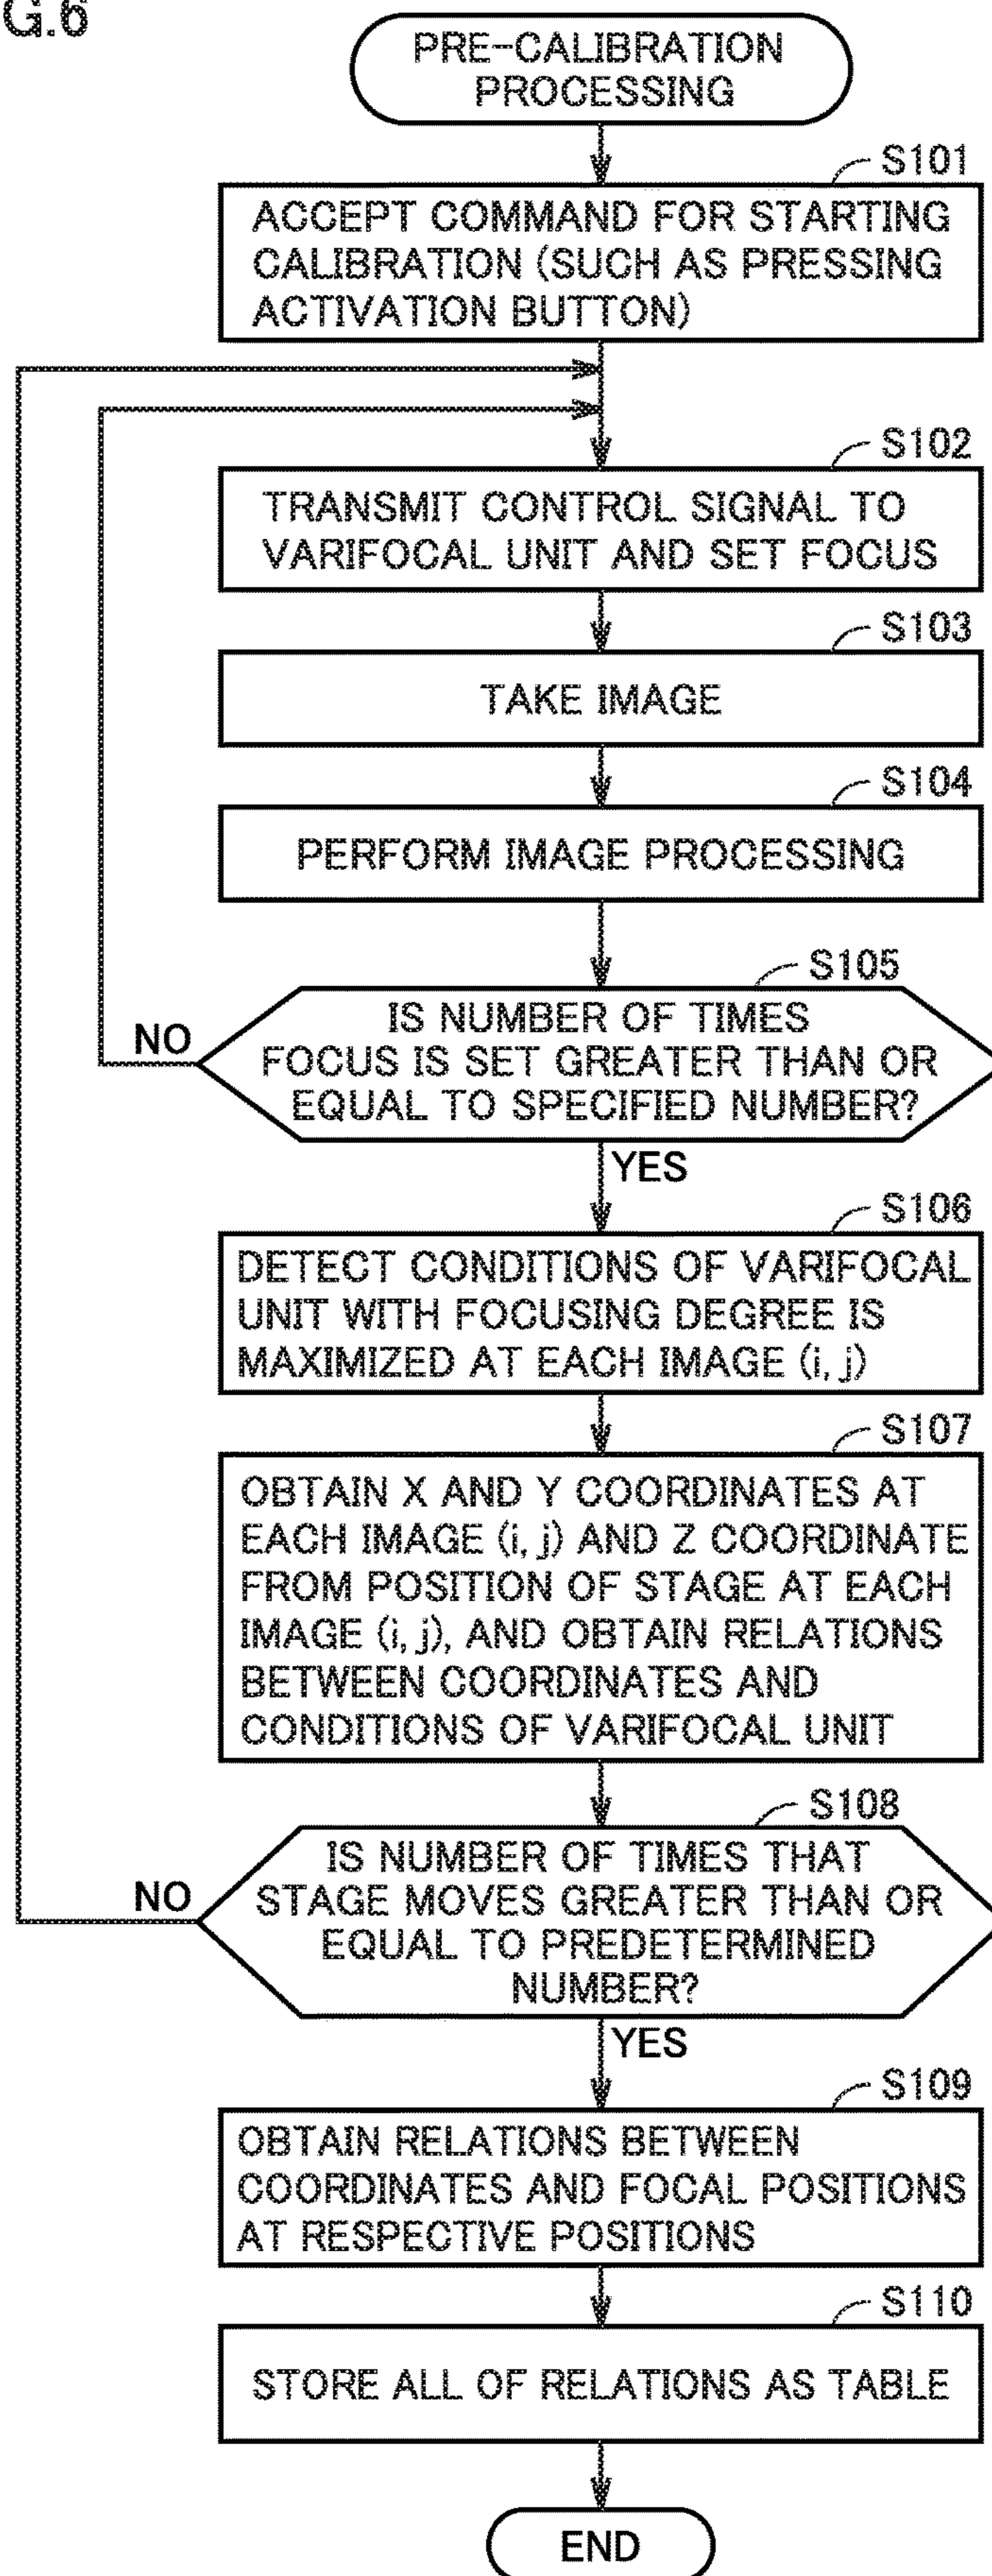 G.6
PRE-CALIBRATION
PROCESSING
S101
ACCEPT COMMAND FOR STARTING
CALIBRATION (SUCH AS PRESSING
ACTIVATION BUTTON)
S102
TRANSMIT CONTROL SIGNAL TO
VARIFOCAL UNIT AND SET FOCUS
S103
TAKE IMAGE
S104
PERFORM IMAGE PROCESSING
S105
IS NUMBER OF TIMES
FOCUS IS SET GREATER THAN OR
EQUAL TO SPECIFIED NUMBER?
NO
YES
S106
DETECT CONDITIONS OF VARIFOCAL
UNIT WITH FOCUSING DEGREE IS
MAXIMIZED AT EACH IMAGE (i, j)
S107
OBTAIN X AND Y COORDINATES AT
EACH IMAGE (i, j) AND Z COORDINATE
FROM POSITION OF STAGE AT EACH
IMAGE (i, j), AND OBTAIN RELATIONS
BETWEEN COORDINATES AND
CONDITIONS OF VARIFOCAL UNIT
S108
IS NUMBER OF TIMES THAT
STAGE MOVES GREATER THAN OR
EQUAL TO PREDETERMINED
NUMBER?
NO
YES
S109
OBTAIN RELATIONS BETWEEN
COORDINATES AND FOCAL POSITIONS
AT RESPECTIVE POSITIONS
S110
STORE ALL OF RELATIONS AS TABLE
END